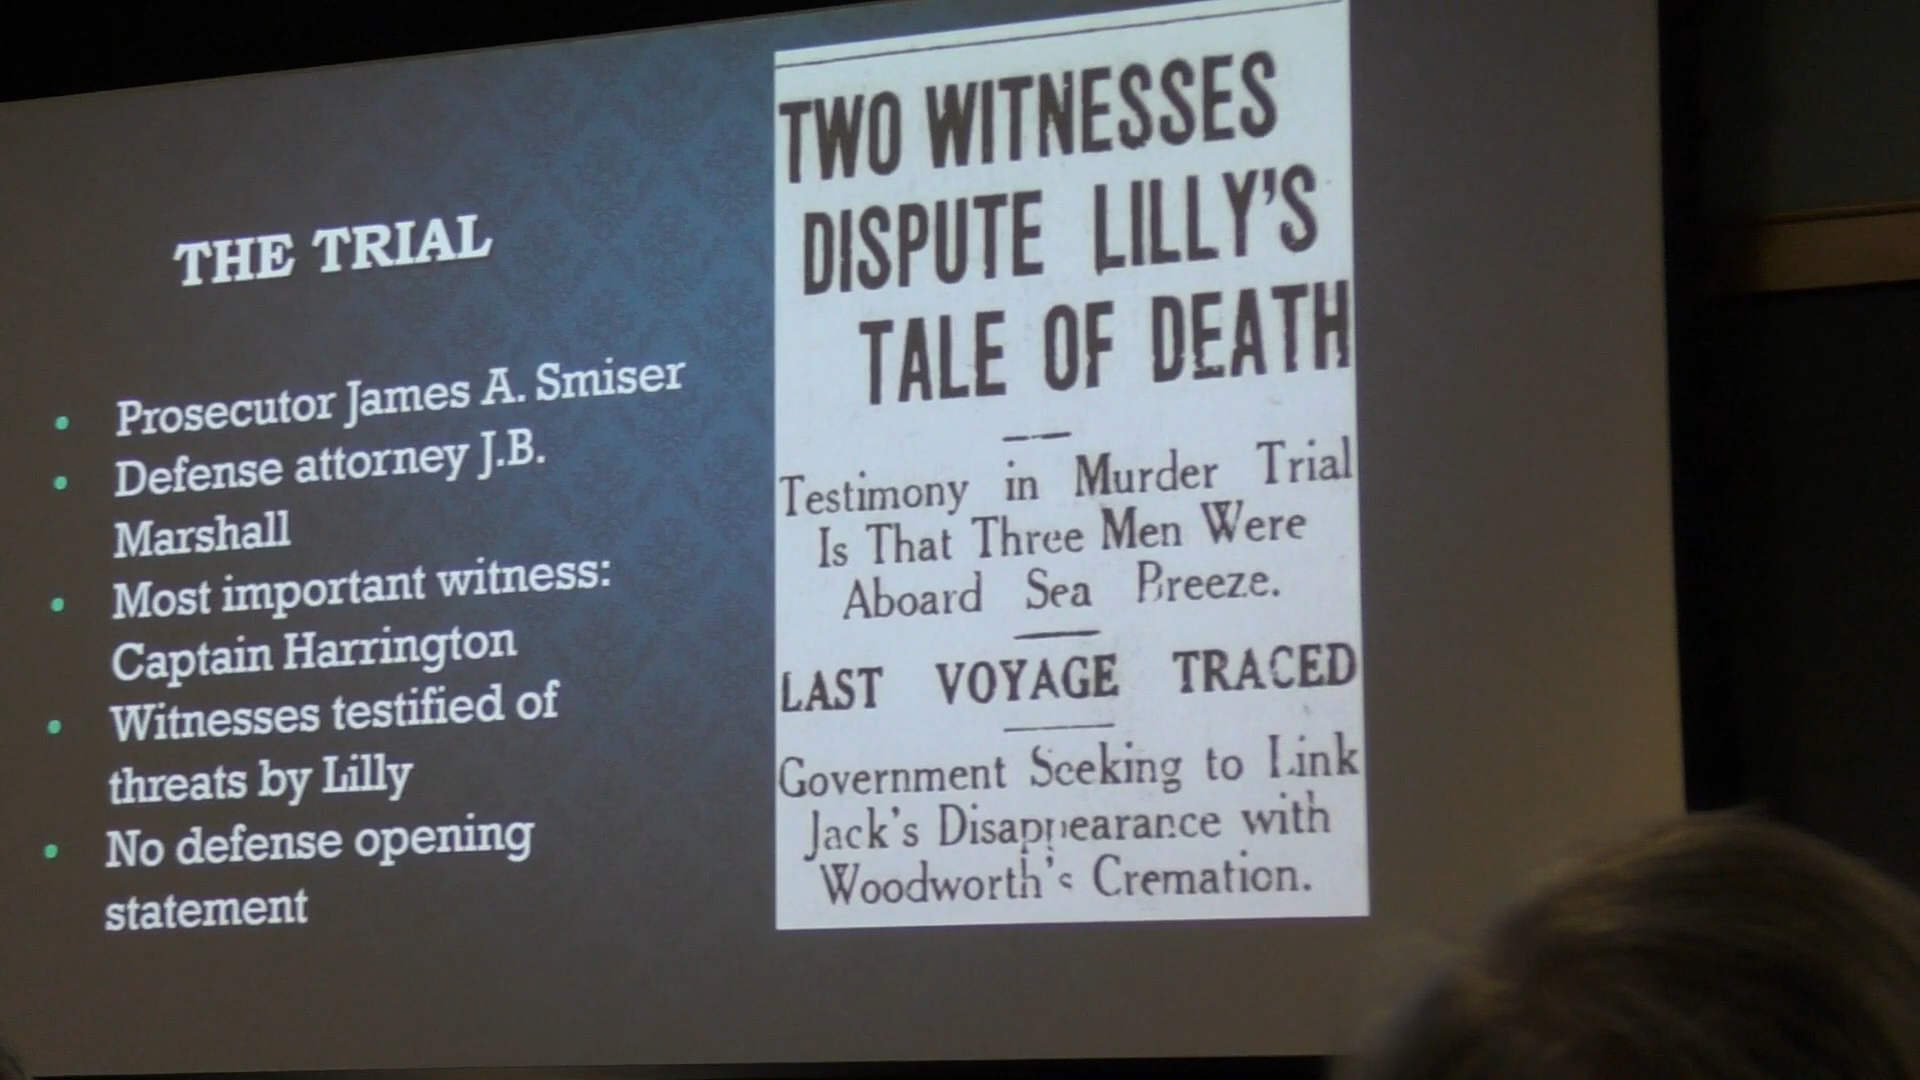 THE TRIAL
Prosecutor James A. Smiser
Defense attorney J.B.
Marshall
Most important witness:
Captain Harrington
Witnesses testified of
threats by Lilly
No defense opening
statement
TWO WITNESSES
DISPUTE LILLY'S
TALE OF DEATH
Testimony in Murder Trial
Is That Three Men Were
Aboard Sea Breeze.
LAST VOYAGE TRACED
Government Seeking to Link
Jack's Disappearance with
Woodworth's Cremation.